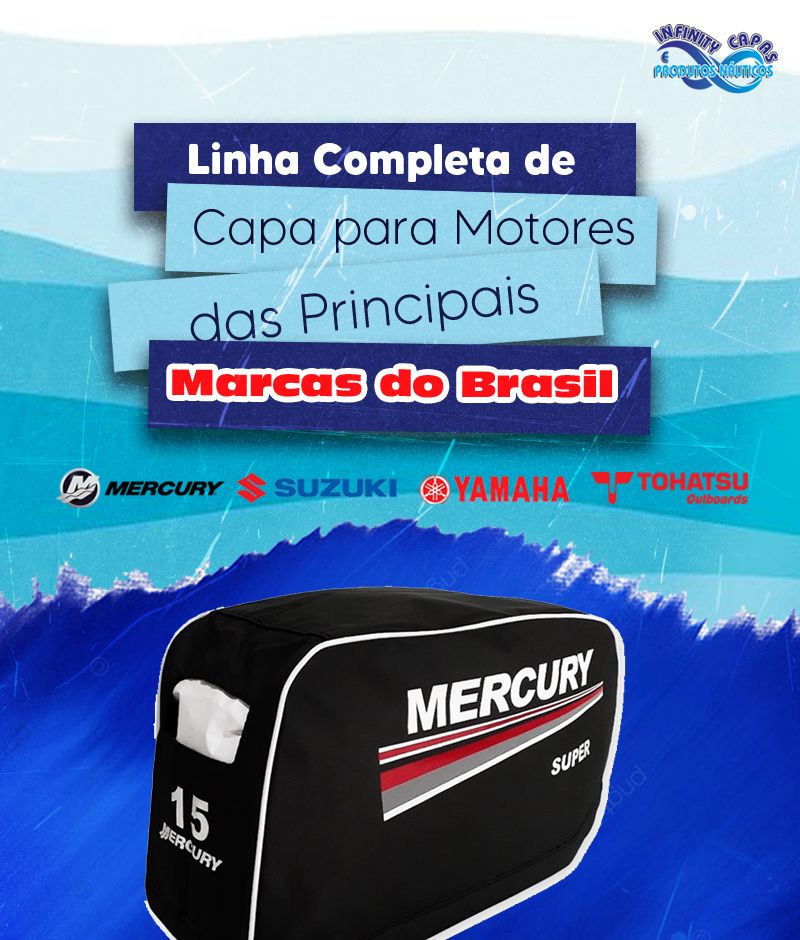 INFINITY CAPAS
E
PRODUTOS NÁUTICOS
Linha Completa de
Capa para Motores
das Principais
Marcas do Brasil
MERCURY
SUZUKI
YAMAHA
TOHATSU
Outboards
MERCURY
SUPER
15
MERCURY